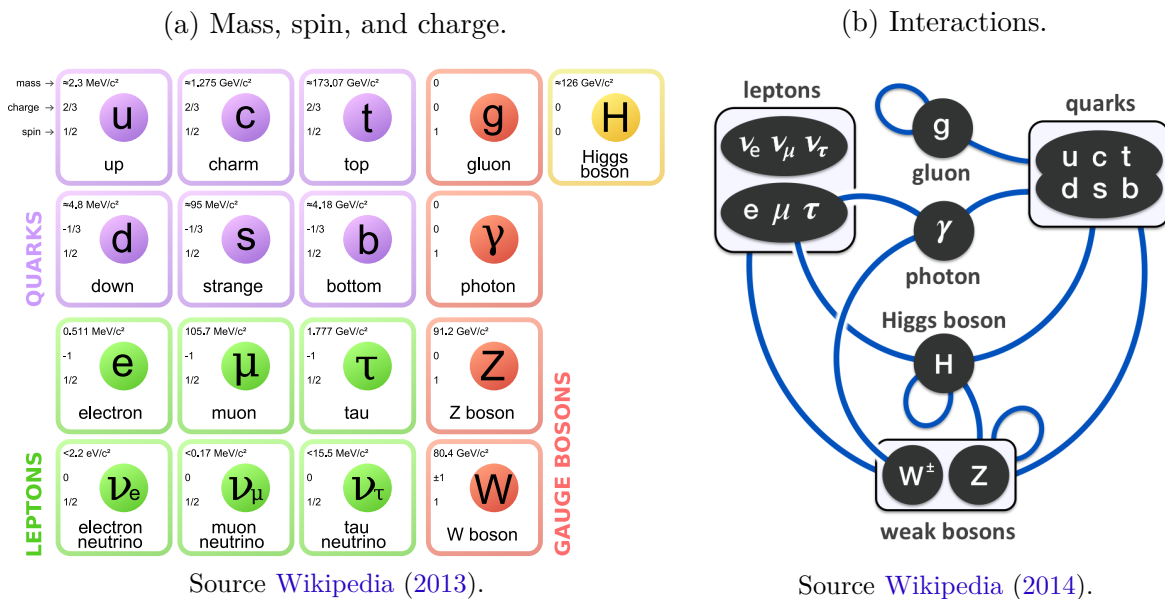 (a) Mass, spin, and charge.
mass → ≈2.3 MeV/c² ≈1.275 GeV/c² ≈173.07 GeV/c² 0 ≈126 GeV/c²
charge → 2/3 2/3 2/3 0 0
spin → 1/2 1/2 1/2 1 0
u c t g H
up charm top gluon Higgs
boson
QUARKS
≈4.8 MeV/c² ≈95 MeV/c² ≈4.18 GeV/c² 0
-1/3 -1/3 -1/3 0
1/2 1/2 1/2 1
d s b γ
down strange bottom photon
0.511 MeV/c² 105.7 MeV/c² 1.777 GeV/c² 91.2 GeV/c²
-1 -1 -1 0
1/2 1/2 1/2 1
e μ τ Z
electron muon tau Z boson
LEPTONS
<2.2 eV/c² <0.17 MeV/c² <15.5 MeV/c² 80.4 GeV/c²
0 0 0 ±1
1/2 1/2 1/2 1
νe νμ ντ W
electron muon tau W boson
neutrino neutrino neutrino
GAUGE BOSONS
Source Wikipedia (2013).
(b) Interactions.
leptons
νe νμ ντ
e μ τ
g
gluon
quarks
u c t
d s b
γ
photon
Higgs boson
H
W± Z
weak bosons
Source Wikipedia (2014).